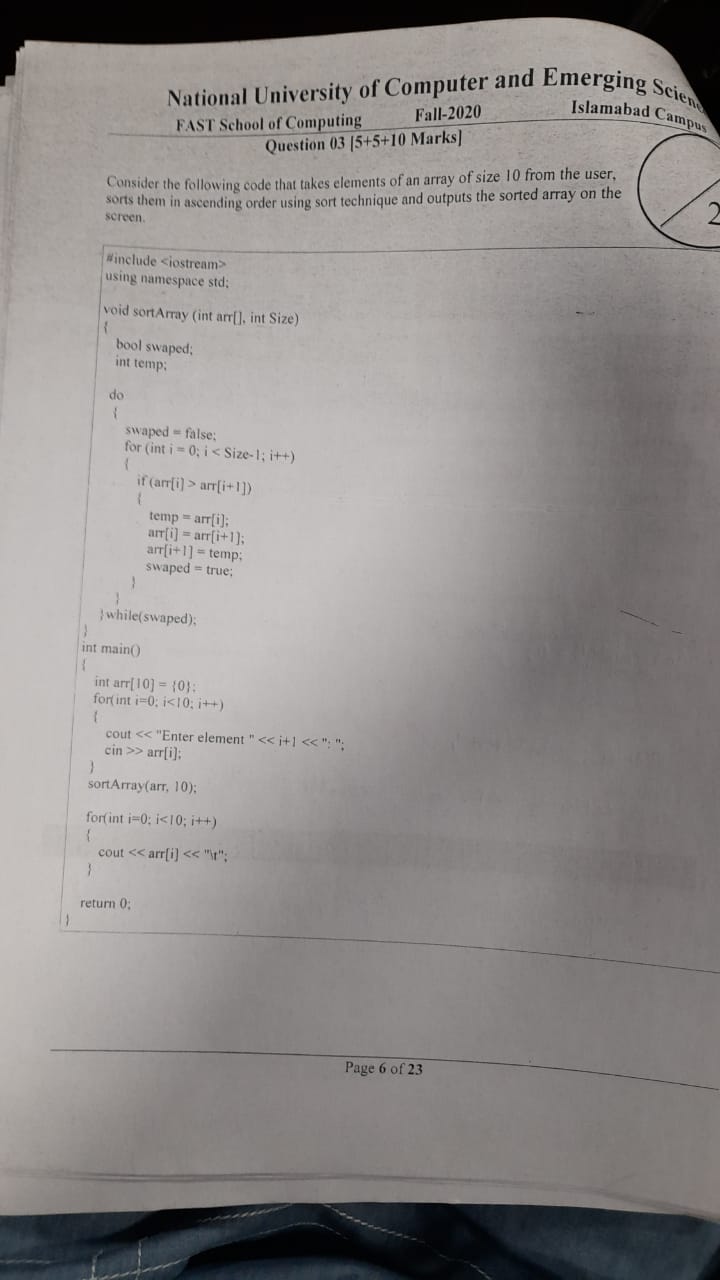 National University of Computer and Emerging
FAST School of Computing Fall-2020 Islamabad Campus
Question 03 [5+5+10 Marks]
Consider the following code that takes elements of an array of size 10 from the user,
sorts them in ascending order using sort technique and outputs the sorted array on the
screen.
2
#include <iostream>
using namespace std;
void sortArray (int arr[], int Size)
{
bool swaped;
int temp;
do
{
swaped = false;
for (int i = 0; i < Size-1; i++)
{
if (arr[i] > arr[i+1])
{
temp = arr[i];
arr[i] = arr[i+1];
arr[i+1] = temp;
swaped = true;
}
}
}while(swaped);
}
int main()
{
int arr[10] = {0};
for(int i=0; i<10; i++)
{
cout << "Enter element " << i+1 << ": ";
cin >> arr[i];
}
sortArray(arr, 10);
for(int i=0; i<10; i++)
{
cout << arr[i] << "\t";
}
return 0;
}
Page 6 of 23